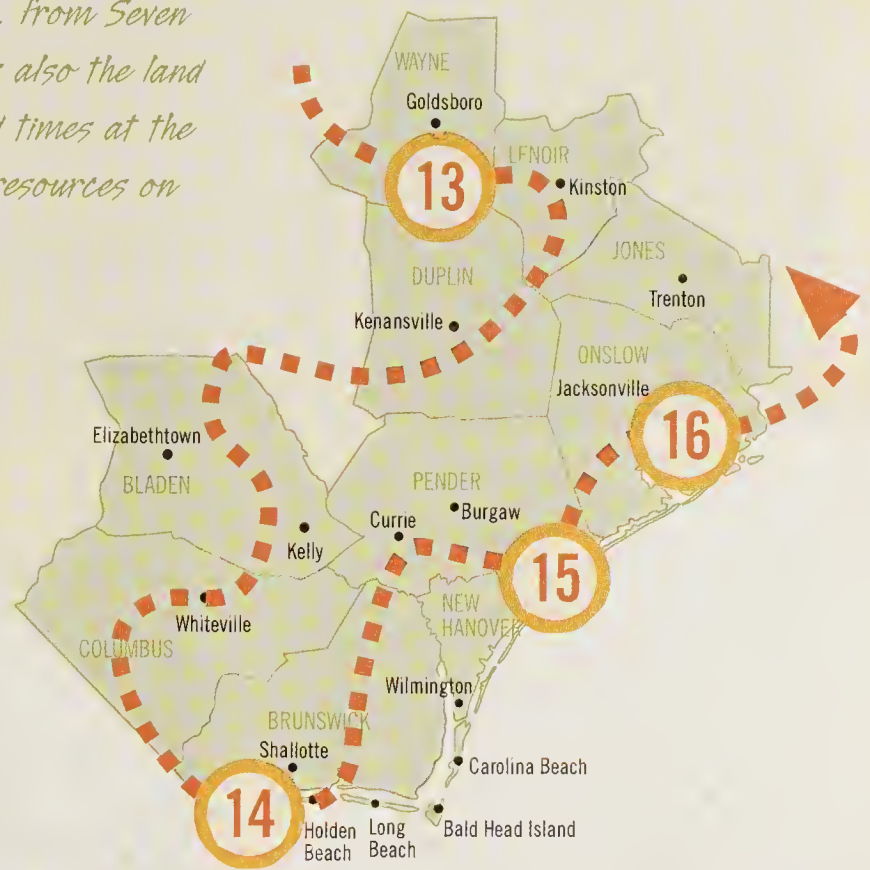 from Seven
also the land
times at the
resources on
WAYNE
Goldsboro
13
LENOIR
Kinston
JONES
Trenton
DUPLIN
Kenansville
ONSLOW
Jacksonville
16
Elizabethtown
BLADEN
PENDER
Burgaw
Currie
Kelly
15
NEW
HANOVER
Whiteville
COLUMBUS
Wilmington
BRUNSWICK
Shallotte
Carolina Beach
14
Holden
Beach
Long
Beach
Bald Head Island